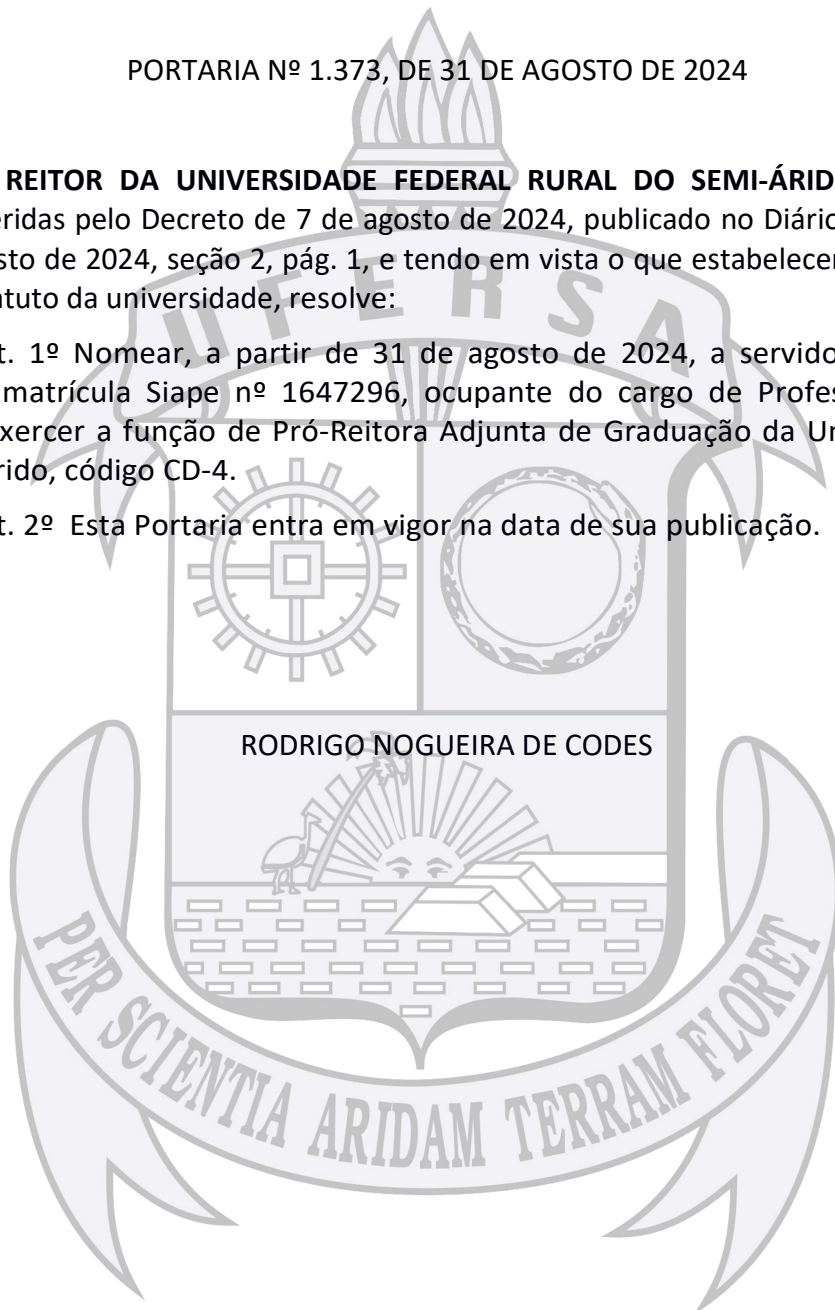 PORTARIA Nº 1.373, DE 31 DE AGOSTO DE 2024
REITOR DA UNIVERSIDADE FEDERAL RURAL DO SEMI-ÁRID
eridas pelo Decreto de 7 de agosto de 2024, publicado no Diário
sto de 2024, seção 2, pág. 1, e tendo em vista o que estabelecer
tuto da universidade, resolve:
t. 1º Nomear, a partir de 31 de agosto de 2024, a servido
matrícula Siape nº 1647296, ocupante do cargo de Profes
xercer a função de Pró-Reitora Adjunta de Graduação da Un
rido, código CD-4.
t. 2º Esta Portaria entra em vigor na data de sua publicação.
RODRIGO NOGUEIRA DE CODES
UFERSA
PER SCIENTIA ARIDAM TERRAM FLORET